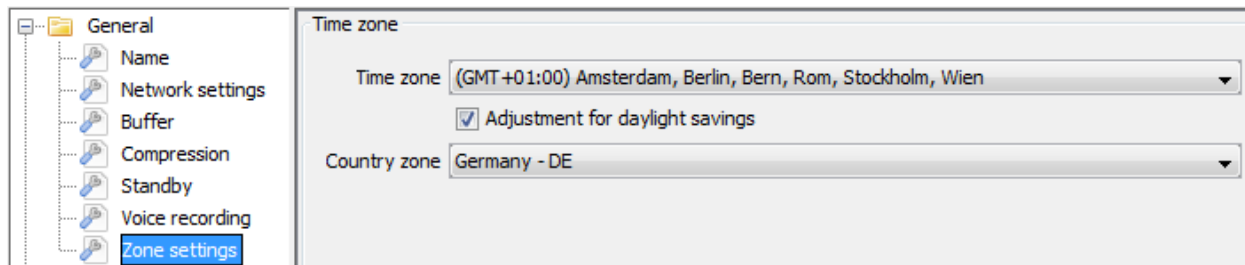 General
Name
Network settings
Buffer
Compression
Standby
Voice recording
Zone settings
Time zone
Time zone (GMT+01:00) Amsterdam, Berlin, Bern, Rom, Stockholm, Wien
Adjustment for daylight savings
Country zone Germany - DE